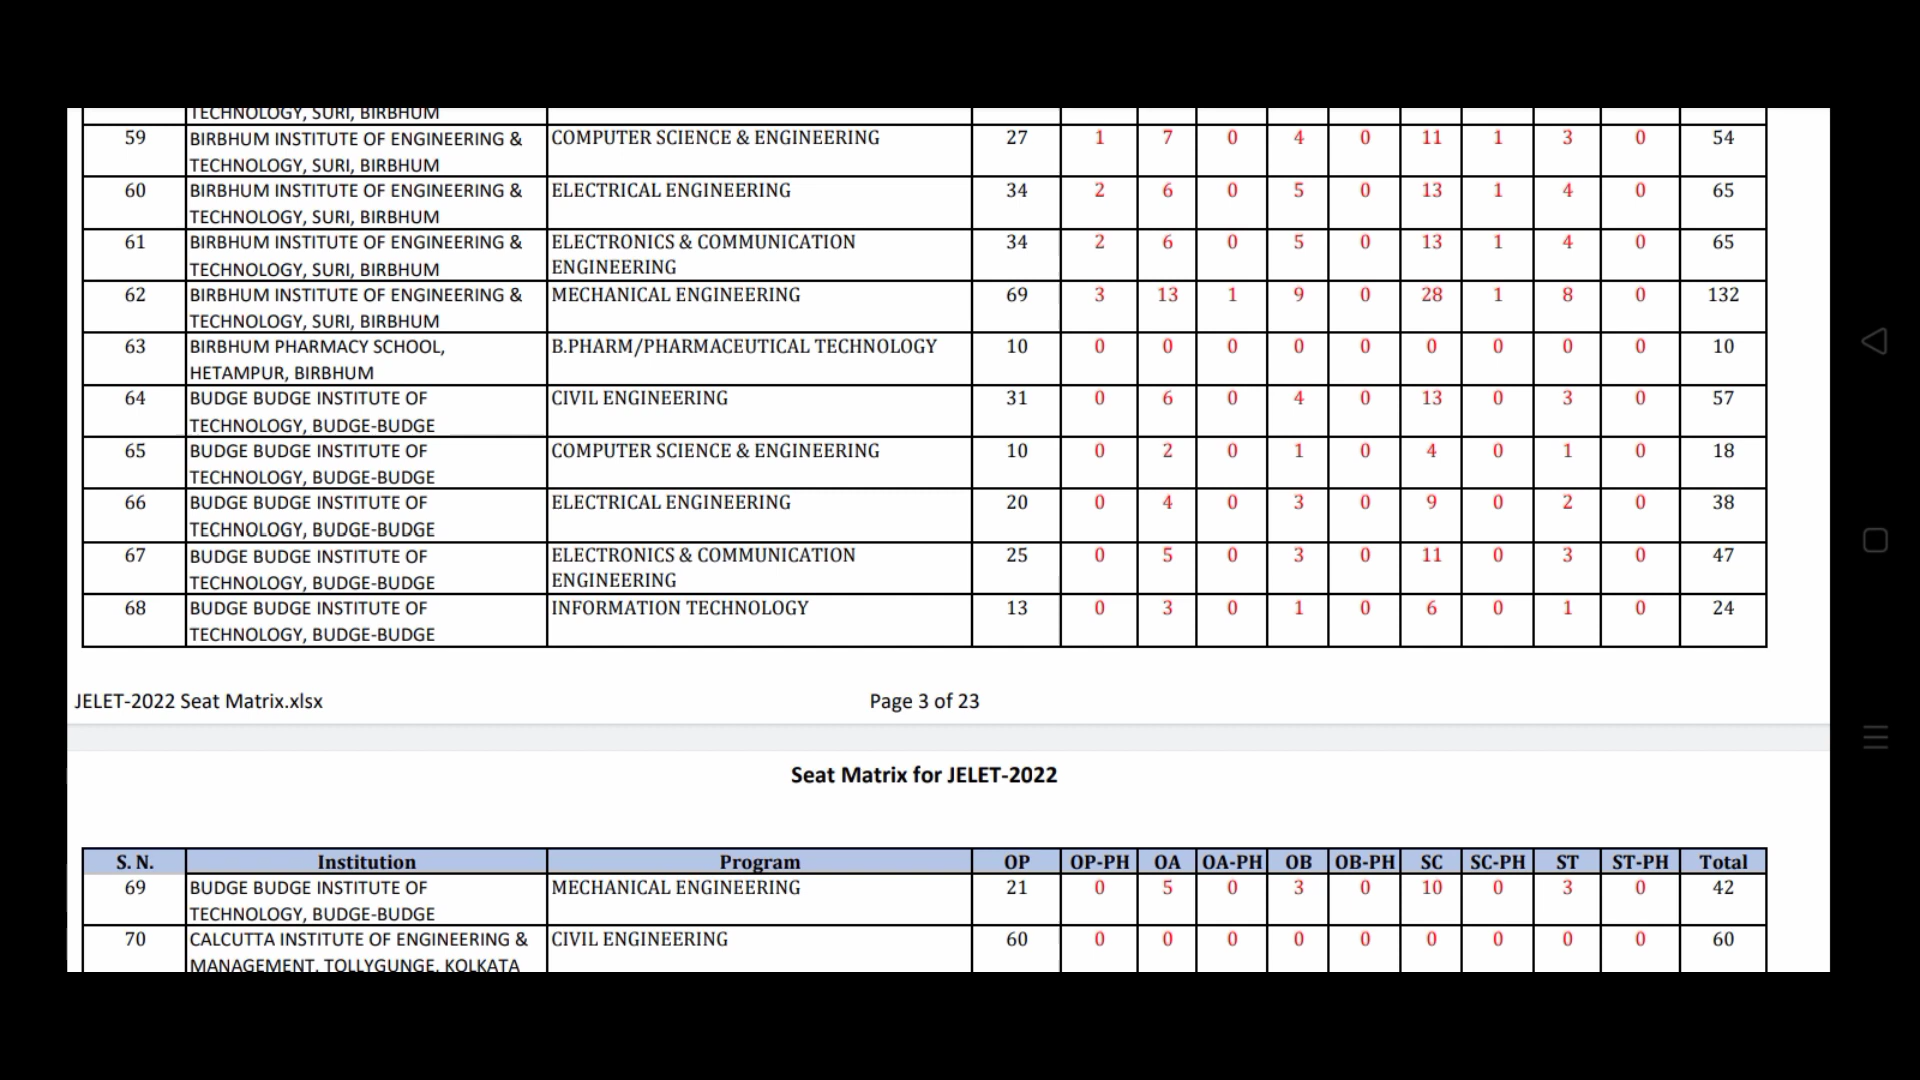 TECHNOLOGY, SURI, BIRBHUM
59 BIRBHUM INSTITUTE OF ENGINEERING & COMPUTER SCIENCE & ENGINEERING 27 1 7 0 4 0 11 1 3 0 54
TECHNOLOGY, SURI, BIRBHUM
60 BIRBHUM INSTITUTE OF ENGINEERING & ELECTRICAL ENGINEERING 34 2 6 0 5 0 13 1 4 0 65
TECHNOLOGY, SURI, BIRBHUM
61 BIRBHUM INSTITUTE OF ENGINEERING & ELECTRONICS & COMMUNICATION 34 2 6 0 5 0 13 1 4 0 65
TECHNOLOGY, SURI, BIRBHUM ENGINEERING
62 BIRBHUM INSTITUTE OF ENGINEERING & MECHANICAL ENGINEERING 69 3 13 1 9 0 28 1 8 0 132
TECHNOLOGY, SURI, BIRBHUM
63 BIRBHUM PHARMACY SCHOOL, B.PHARM/PHARMACEUTICAL TECHNOLOGY 10 0 0 0 0 0 0 0 0 0 10
HETAMPUR, BIRBHUM
64 BUDGE BUDGE INSTITUTE OF CIVIL ENGINEERING 31 0 6 0 4 0 13 0 3 0 57
TECHNOLOGY, BUDGE-BUDGE
65 BUDGE BUDGE INSTITUTE OF COMPUTER SCIENCE & ENGINEERING 10 0 2 0 1 0 4 0 1 0 18
TECHNOLOGY, BUDGE-BUDGE
66 BUDGE BUDGE INSTITUTE OF ELECTRICAL ENGINEERING 20 0 4 0 3 0 9 0 2 0 38
TECHNOLOGY, BUDGE-BUDGE
67 BUDGE BUDGE INSTITUTE OF ELECTRONICS & COMMUNICATION 25 0 5 0 3 0 11 0 3 0 47
TECHNOLOGY, BUDGE-BUDGE ENGINEERING
68 BUDGE BUDGE INSTITUTE OF INFORMATION TECHNOLOGY 13 0 3 0 1 0 6 0 1 0 24
TECHNOLOGY, BUDGE-BUDGE
JELET-2022 Seat Matrix.xlsx Page 3 of 23
Seat Matrix for JELET-2022
S. N. Institution Program OP OP-PH OA OA-PH OB OB-PH SC SC-PH ST ST-PH Total
69 BUDGE BUDGE INSTITUTE OF MECHANICAL ENGINEERING 21 0 5 0 3 0 10 0 3 0 42
TECHNOLOGY, BUDGE-BUDGE
70 CALCUTTA INSTITUTE OF ENGINEERING & CIVIL ENGINEERING 60 0 0 0 0 0 0 0 0 0 60
MANAGEMENT, TOLLYGUNGE, KOLKATA